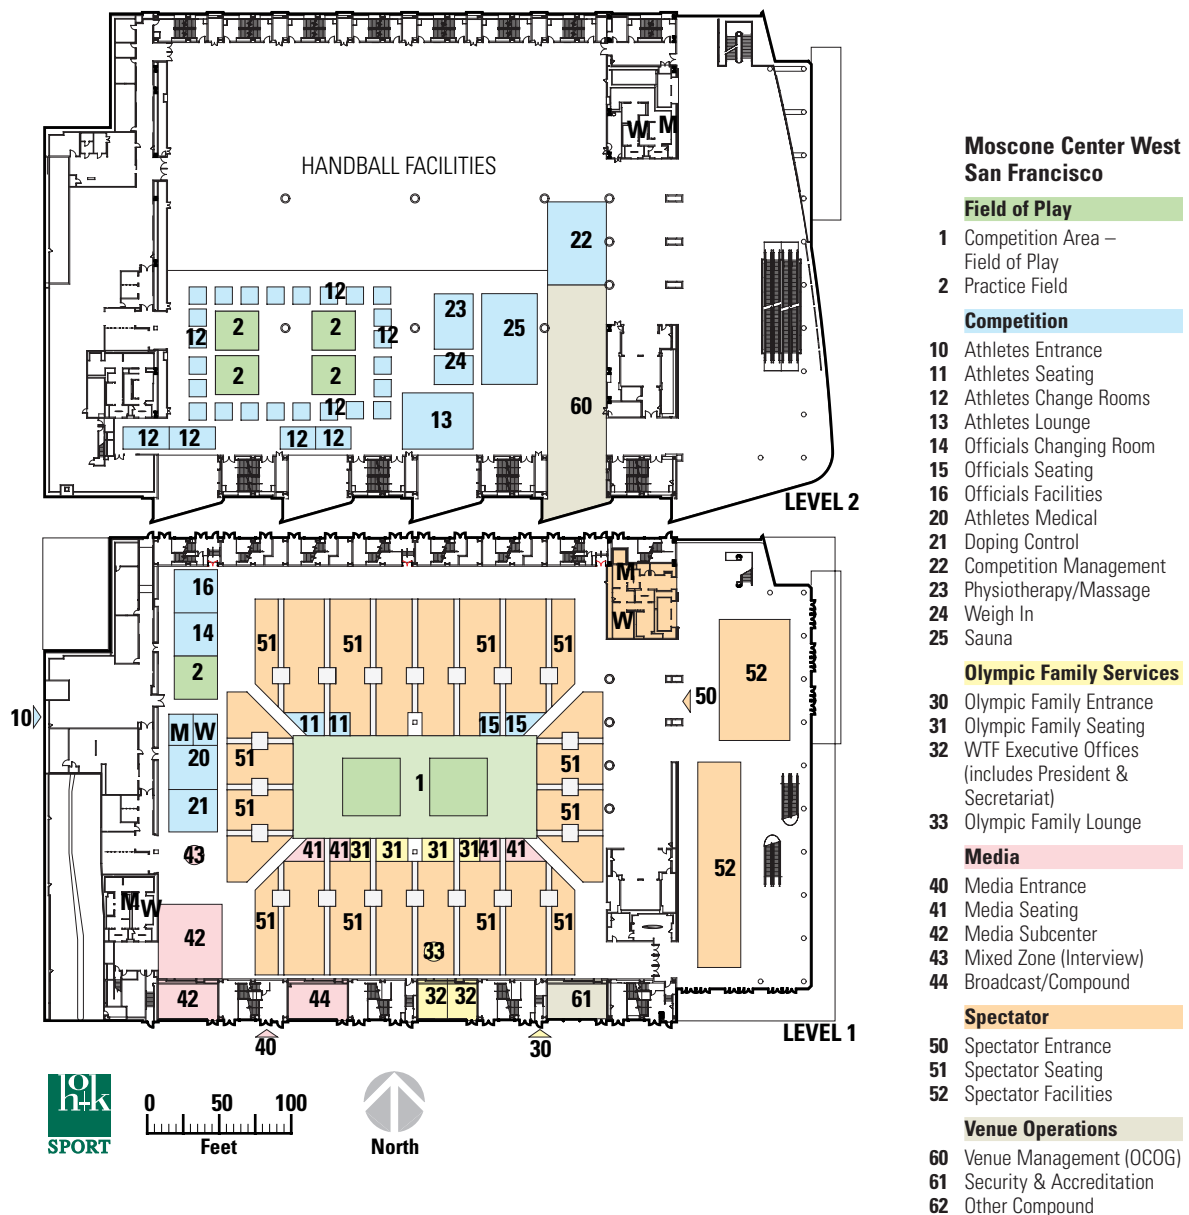 W M
HANDBALL FACILITIES
22
12
23
2 2
25
12 12
24
2 2
60
12
13
12 12 12 12
LEVEL 2
M
16
W
14
51 51 51 51
2
52
50
10
11 11 15 15
M W
20
51 51
1
21
51 51
43
41 41 31 31 31 31 41 41
52
M W
51 51 51 51
42
33
42 44 32 32 61
LEVEL 1
40 30
hok
SPORT
0 50 100
Feet
North
Moscone Center West
San Francisco
Field of Play
1 Competition Area –
Field of Play
2 Practice Field
Competition
10 Athletes Entrance
11 Athletes Seating
12 Athletes Change Rooms
13 Athletes Lounge
14 Officials Changing Room
15 Officials Seating
16 Officials Facilities
20 Athletes Medical
21 Doping Control
22 Competition Management
23 Physiotherapy/Massage
24 Weigh In
25 Sauna
Olympic Family Services
30 Olympic Family Entrance
31 Olympic Family Seating
32 WTF Executive Offices
(includes President &
Secretariat)
33 Olympic Family Lounge
Media
40 Media Entrance
41 Media Seating
42 Media Subcenter
43 Mixed Zone (Interview)
44 Broadcast/Compound
Spectator
50 Spectator Entrance
51 Spectator Seating
52 Spectator Facilities
Venue Operations
60 Venue Management (OCOG)
61 Security & Accreditation
62 Other Compound